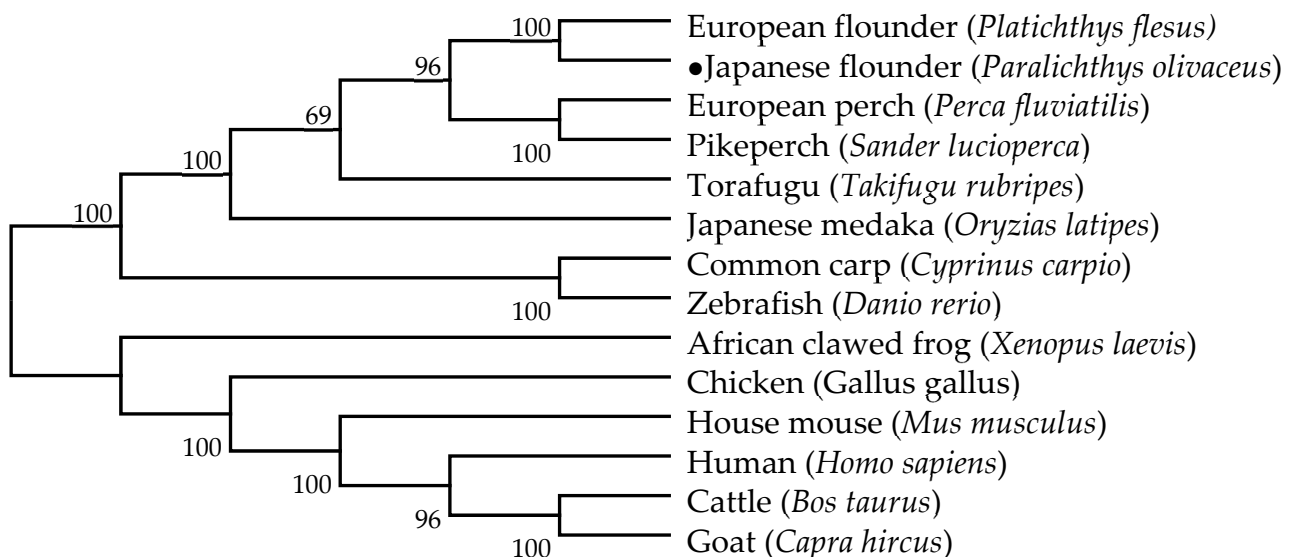 100
European flounder (Platichthys flesus)
●Japanese flounder (Paralichthys olivaceus)
96
European perch (Perca fluviatilis)
69
100
Pikeperch (Sander lucioperca)
100
Torafugu (Takifugu rubripes)
100
Japanese medaka (Oryzias latipes)
Common carp (Cyprinus carpio)
100
Zebrafish (Danio rerio)
African clawed frog (Xenopus laevis)
Chicken (Gallus gallus)
House mouse (Mus musculus)
100
Human (Homo sapiens)
100
Cattle (Bos taurus)
96
Goat (Capra hircus)
100